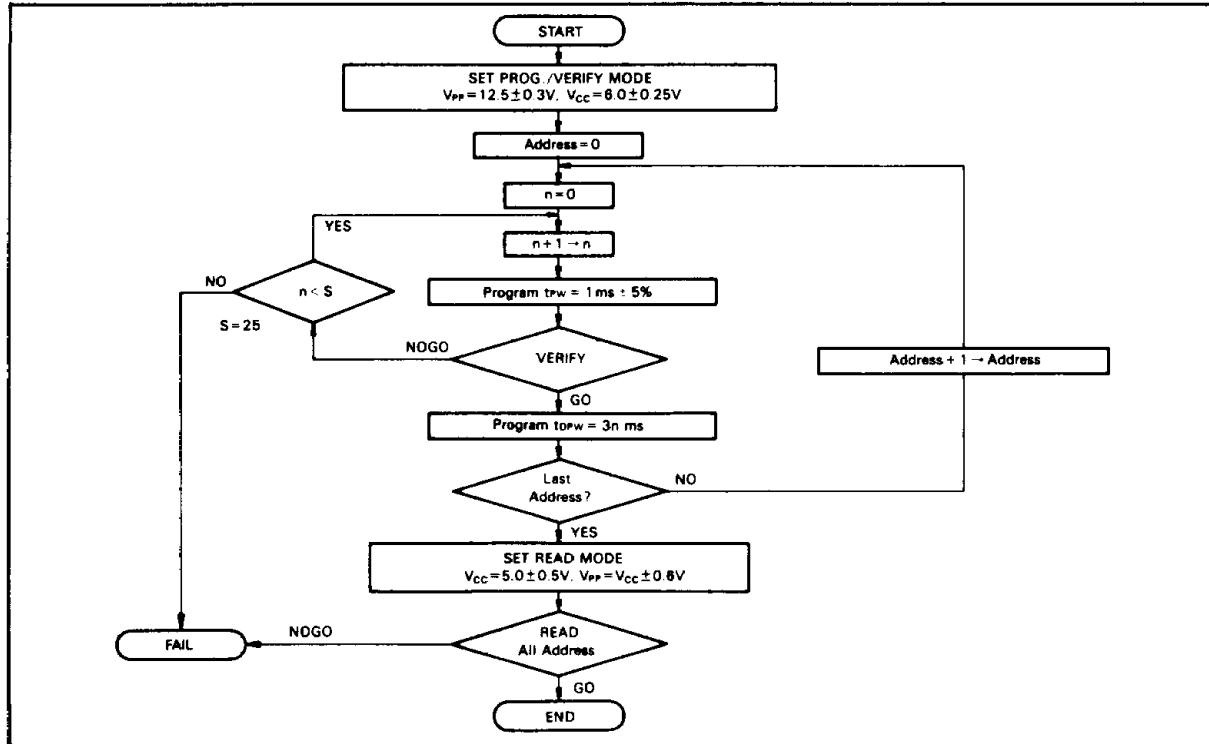 START
SET PROG./VERIFY MODE
VPP=12.5±0.3V, VCC=6.0±0.25V
Address=0
n=0
YES
n+1→n
NO
n<S
Program tPW = 1ms ± 5%
S=25
NOGO
VERIFY
Address + 1 → Address
GO
Program tOPW = 3n ms
Last
Address?
NO
YES
SET READ MODE
VCC=5.0±0.5V, VPP=VCC±0.6V
FAIL
NOGO
READ
All Address
GO
END